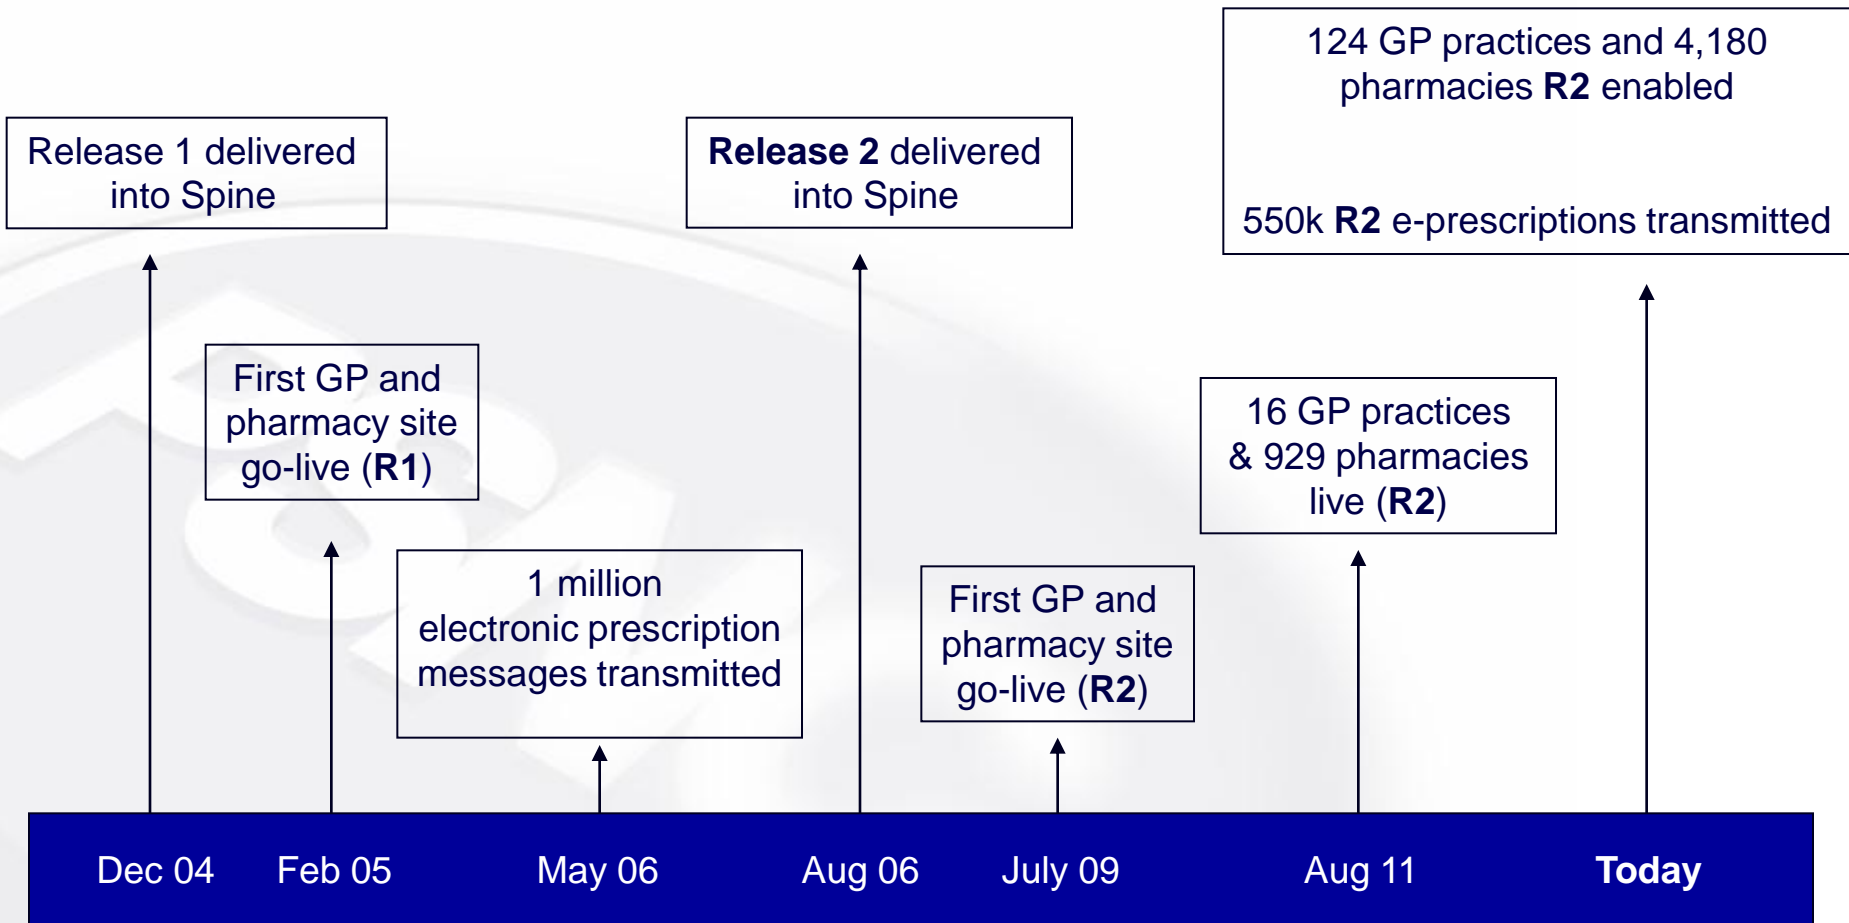 124 GP practices and 4,180
pharmacies R2 enabled
550k R2 e-prescriptions transmitted
Release 1 delivered
into Spine
Release 2 delivered
into Spine
First GP and
pharmacy site
go-live (R1)
16 GP practices
& 929 pharmacies
live (R2)
1 million
electronic prescription
messages transmitted
First GP and
pharmacy site
go-live (R2)
Dec 04 Feb 05 May 06 Aug 06 July 09 Aug 11 Today